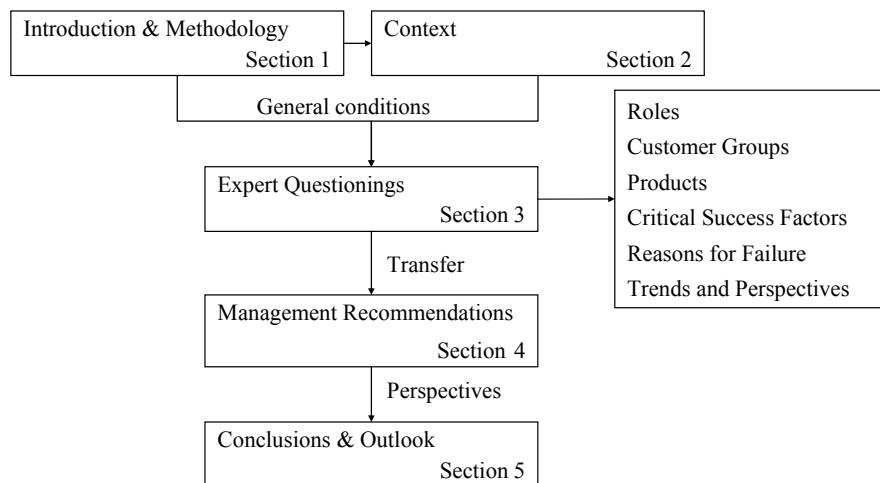 Introduction & Methodology
Section 1
Context
Section 2
General conditions
Expert Questionings
Section 3
Roles
Customer Groups
Products
Critical Success Factors
Reasons for Failure
Trends and Perspectives
Transfer
Management Recommendations
Section 4
Perspectives
Conclusions & Outlook
Section 5